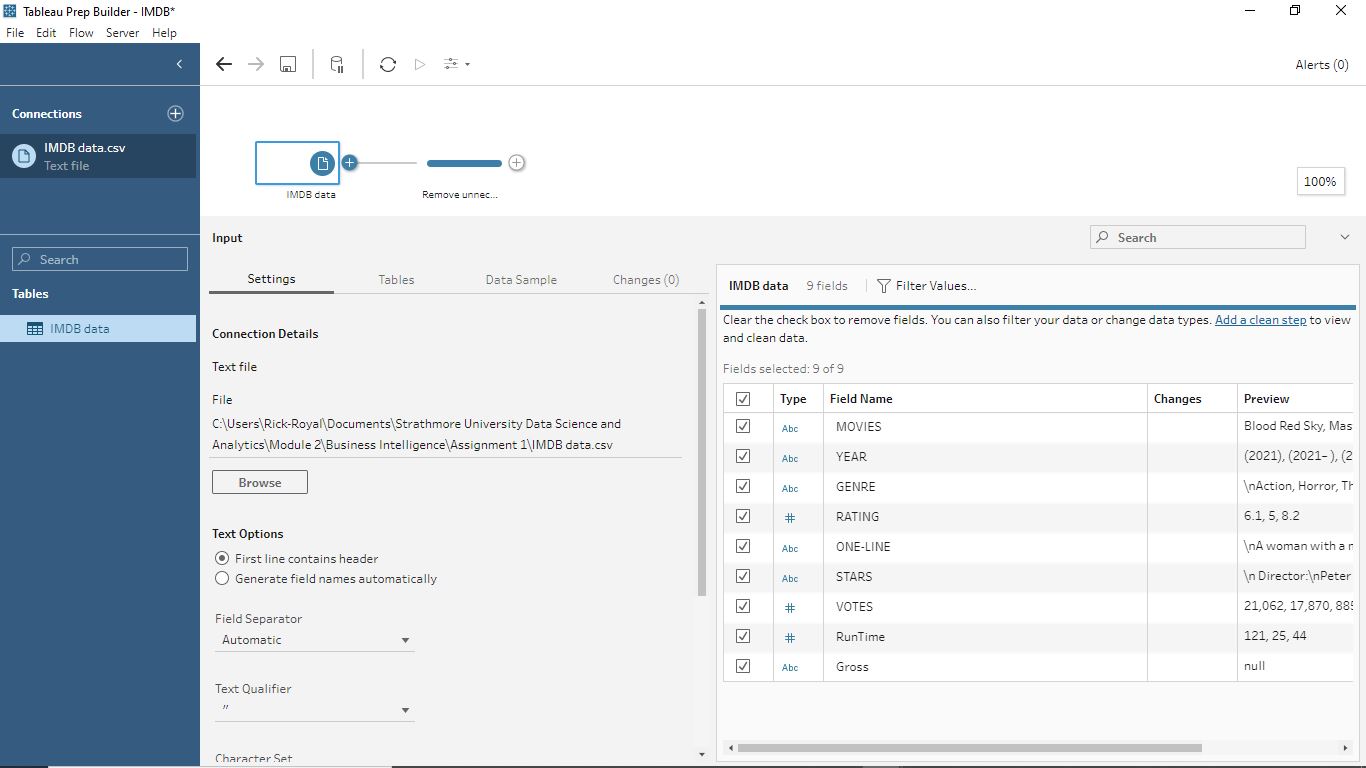 Tableau Prep Builder - IMDB*
File Edit Flow Server Help
Alerts (0)
Connections
IMDB data.csv
Text file
IMDB data
Remove unnec...
100%
Search
Tables
IMDB data
Input
Search
Settings Tables Data Sample Changes (0)
Connection Details
Text file
File
C:\Users\Rick-Royal\Documents\Strathmore University Data Science and
Analytics\Module 2\Business Intelligence\Assignment 1\IMDB data.csv
Browse
Text Options
First line contains header
Generate field names automatically
Field Separator
Automatic
Text Qualifier
"
Character Set
IMDB data 9 fields Filter Values...
Clear the check box to remove fields. You can also filter your data or change data types. Add a clean step to view
and clean data.
Fields selected: 9 of 9
Type Field Name Changes Preview
Abc MOVIES Blood Red Sky, Mas
Abc YEAR (2021), (2021– ), (2
Abc GENRE \nAction, Horror, Th
# RATING 6.1, 5, 8.2
Abc ONE-LINE \nA woman with a m
Abc STARS \n Director:\nPeter
# VOTES 21,062, 17,870, 885
# RunTime 121, 25, 44
Abc Gross null